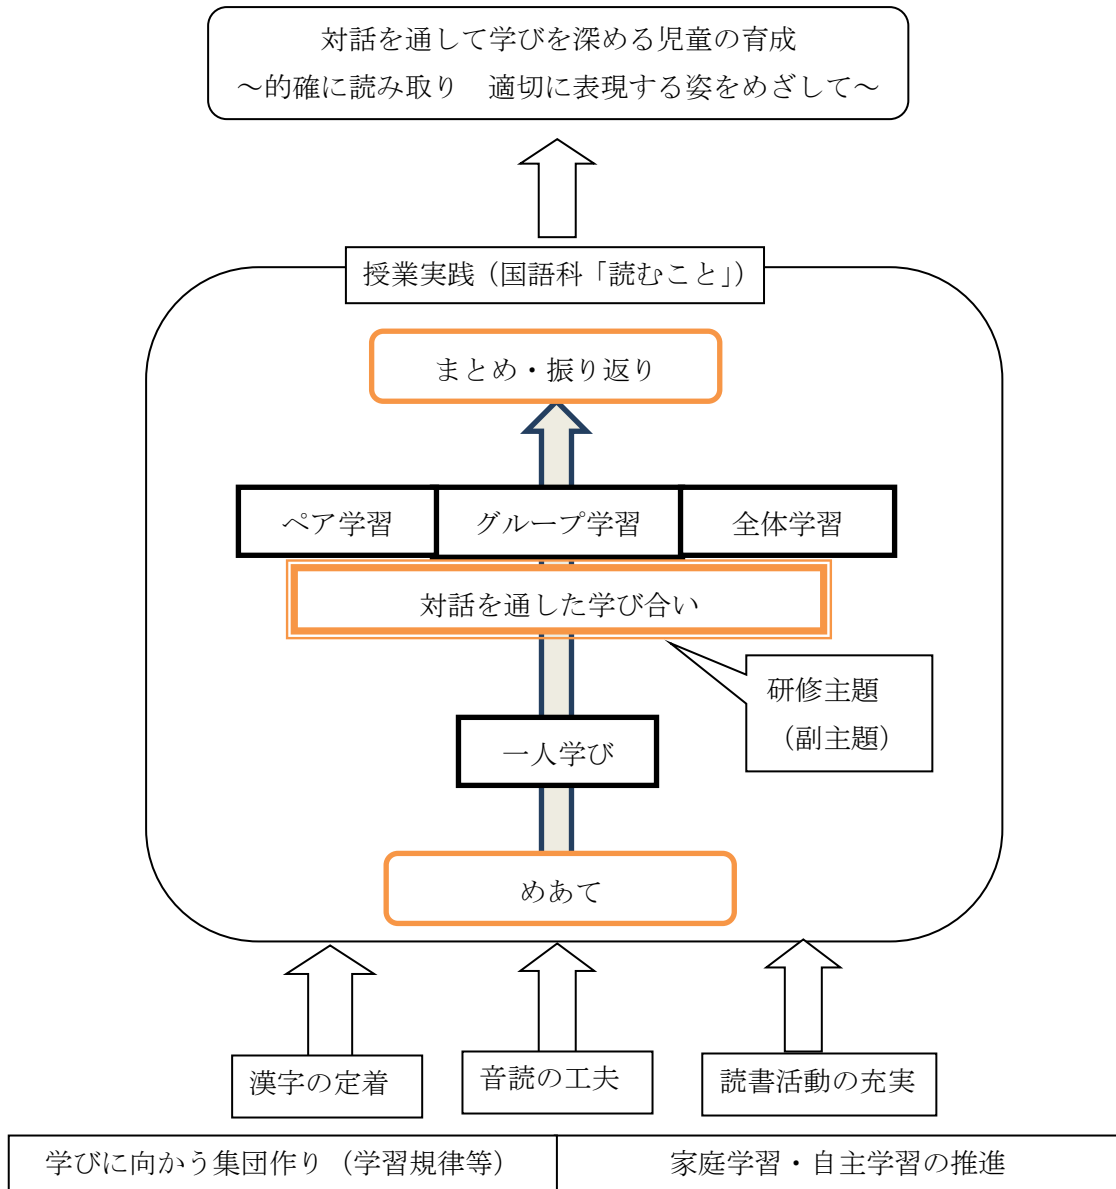 対話を通して学びを深める児童の育成
～的確に読み取り　適切に表現する姿をめざして～
授業実践（国語科「読むこと」）
まとめ・振り返り
ペア学習
グループ学習
全体学習
対話を通した学び合い
研修主題
（副主題）
一人学び
めあて
漢字の定着
音読の工夫
読書活動の充実
学びに向かう集団作り（学習規律等）
家庭学習・自主学習の推進